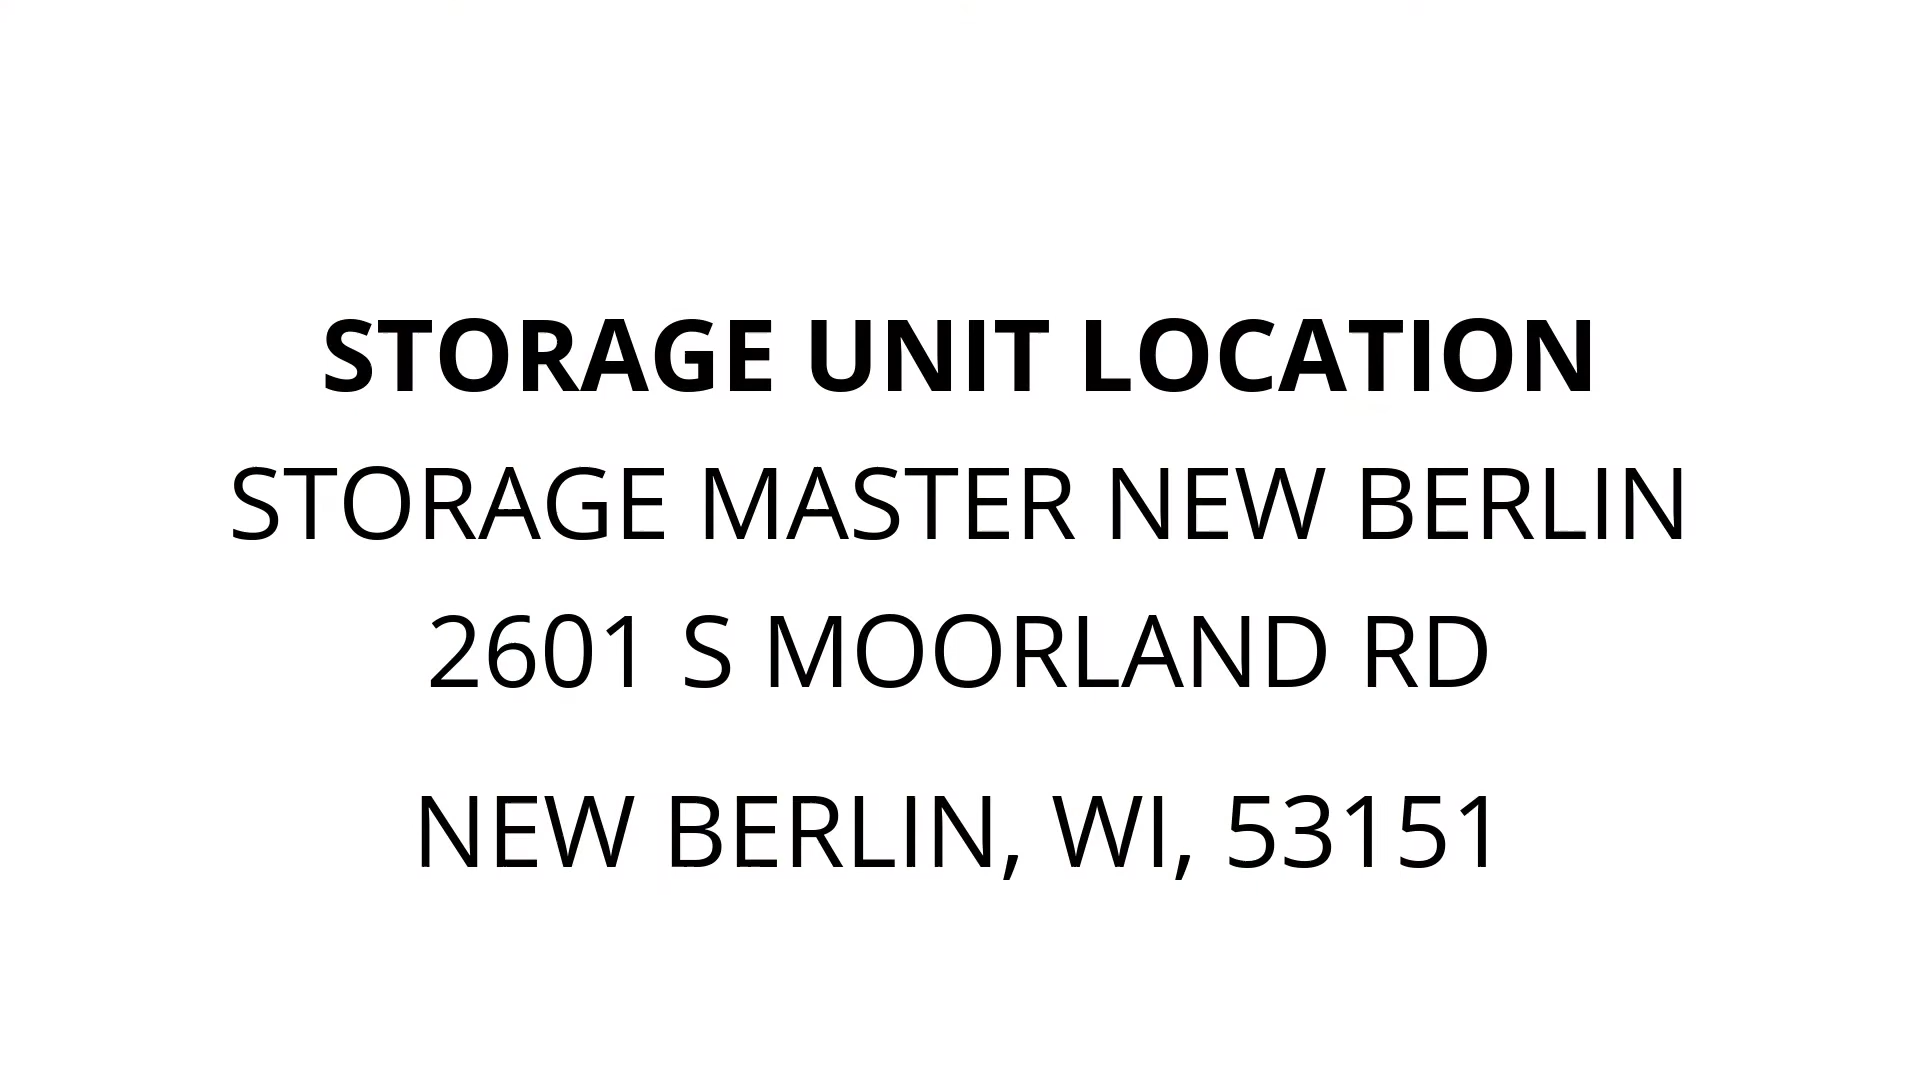 STORAGE UNIT LOCATION
STORAGE MASTER NEW BERLIN
2601 S MOORLAND RD
NEW BERLIN, WI, 53151